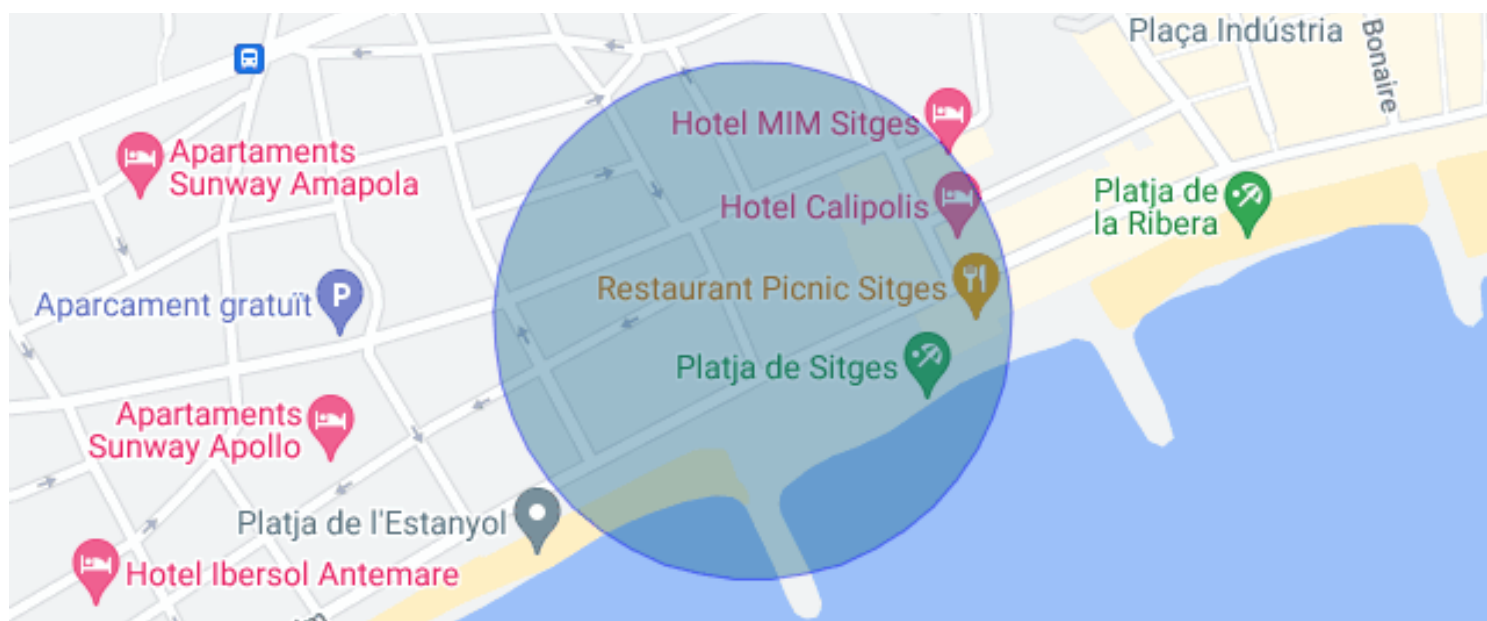 Plaça Indústria
Bonaire
Hotel MIM Sitges
Apartaments
Sunway Amapola
Hotel Calipolis
Platja de
la Ribera
Restaurant Picnic Sitges
Aparcament gratuït
P
Platja de Sitges
Apartaments
Sunway Apollo
Platja de l'Estanyol
Hotel Ibersol Antemare